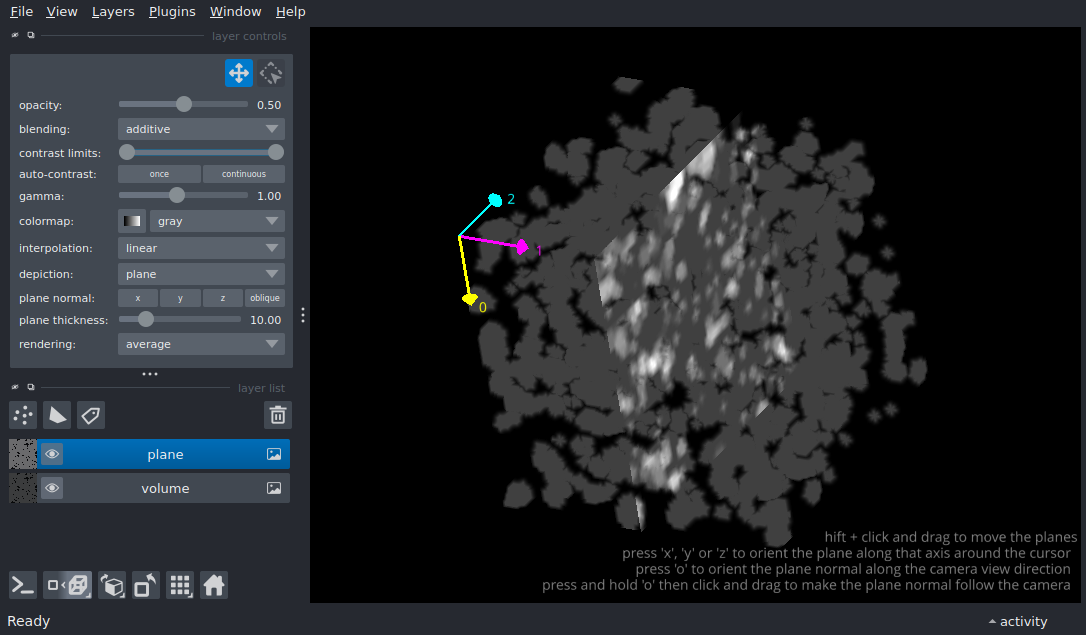 File View Layers Plugins Window Help
layer controls
opacity: 0.50
blending: additive
contrast limits:
auto-contrast: once continuous
gamma: 1.00
colormap: gray
interpolation: linear
depiction: plane
plane normal: x y z oblique
plane thickness: 10.00
rendering: average
layer list
plane
volume
2
1
0
hift + click and drag to move the planes
press 'x', 'y' or 'z' to orient the plane along that axis around the cursor
press 'o' to orient the plane normal along the camera view direction
press and hold 'o' then click and drag to make the plane normal follow the camera
Ready activity